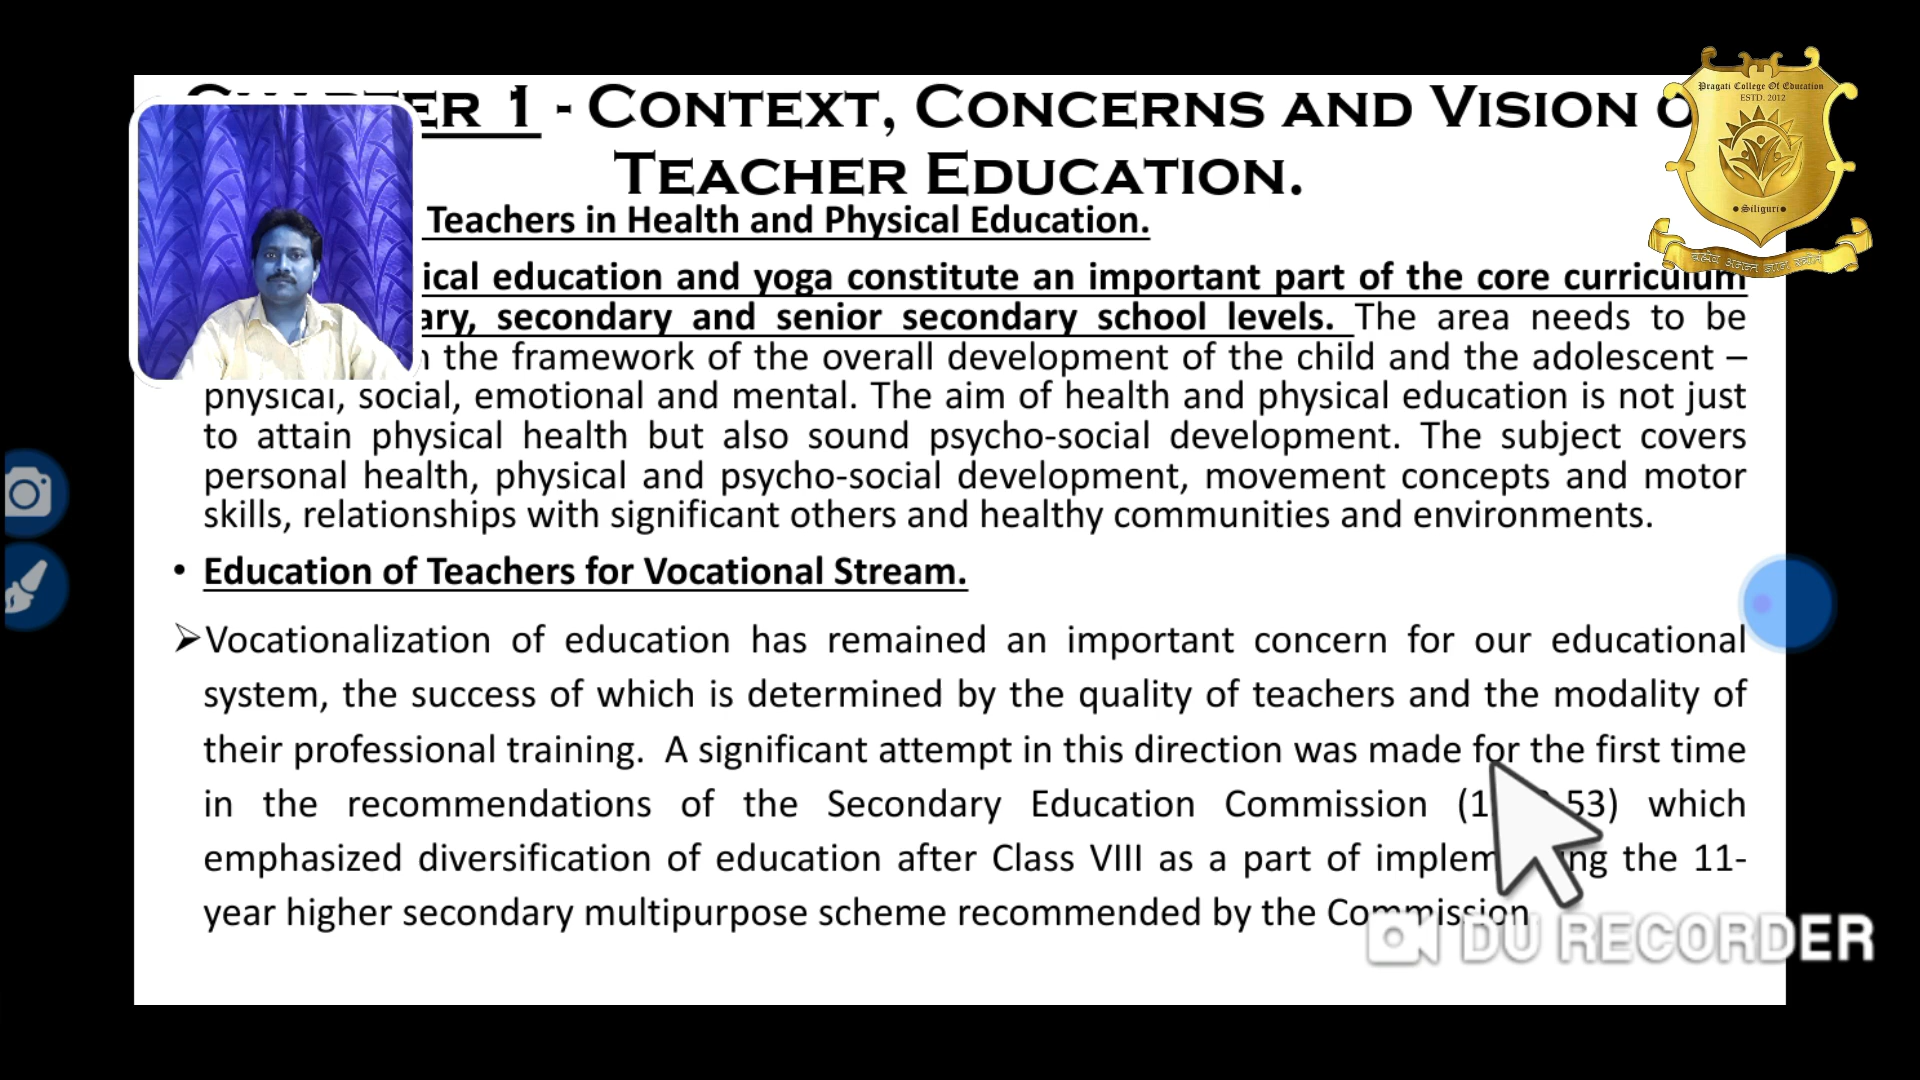 ER 1 - CONTEXT, CONCERNS AND VISION
TEACHER EDUCATION.
Teachers in Health and Physical Education.
ical education and yoga constitute an important part of the core curriculum
ary, secondary and senior secondary school levels. The area needs to be
the framework of the overall development of the child and the adolescent –
physical, social, emotional and mental. The aim of health and physical education is not just
to attain physical health but also sound psycho-social development. The subject covers
personal health, physical and psycho-social development, movement concepts and motor
skills, relationships with significant others and healthy communities and environments.
• Education of Teachers for Vocational Stream.
➢Vocationalization of education has remained an important concern for our educational
system, the success of which is determined by the quality of teachers and the modality of
their professional training. A significant attempt in this direction was made for the first time
in the recommendations of the Secondary Education Commission (1 53) which
emphasized diversification of education after Class VIII as a part of implem ng the 11-
year higher secondary multipurpose scheme recommended by the Commission
Pragati College Of Education
ESTD. 2012
•Siliguri•
DU RECORDER